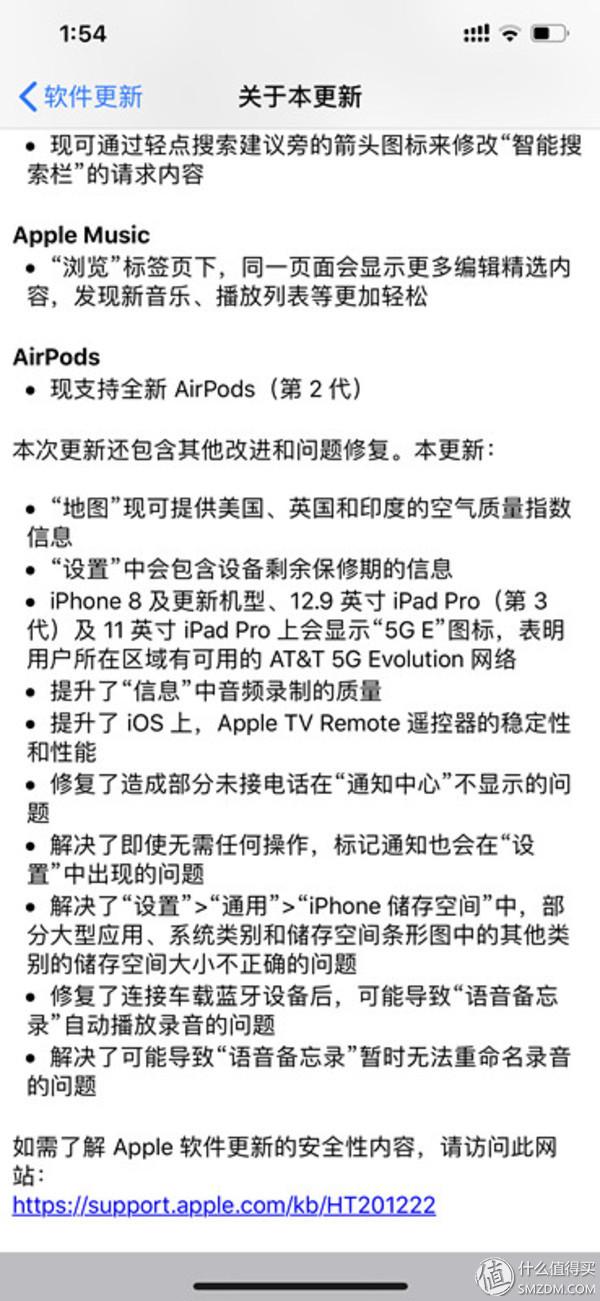 1:54
软件更新
关于本更新
• 现可通过轻点搜索建议旁的箭头图标来修改“智能搜
索栏”的请求内容
Apple Music
• “浏览”标签页下，同一页面会显示更多编辑精选内
容，发现新音乐、播放列表等更加轻松
AirPods
• 现支持全新 AirPods（第 2 代）
本次更新还包含其他改进和问题修复。本更新：
• “地图”现可提供美国、英国和印度的空气质量指数
信息
• “设置”中会包含设备剩余保修期的信息
• iPhone 8 及更新机型、12.9 英寸 iPad Pro（第 3
代）及 11 英寸 iPad Pro 上会显示“5G E”图标，表明
用户所在区域有可用的 AT&T 5G Evolution 网络
• 提升了“信息”中音频录制的质量
• 提升了 iOS 上，Apple TV Remote 遥控器的稳定性
和性能
• 修复了造成部分未接电话在“通知中心”不显示的问
题
• 解决了即使无需任何操作，标记通知也会在“设
置”中出现的问题
• 解决了“设置”>“通用”>“iPhone 储存空间”中，部
分大型应用、系统类别和储存空间条形图中的其他类
别的储存空间大小不正确的问题
• 修复了连接车载蓝牙设备后，可能导致“语音备忘
录”自动播放录音的问题
• 解决了可能导致“语音备忘录”暂时无法重命名录音
的问题
如需了解 Apple 软件更新的安全性内容，请访问此网
站：
https://support.apple.com/kb/HT201222
值 什么值得买
SMZDM.COM